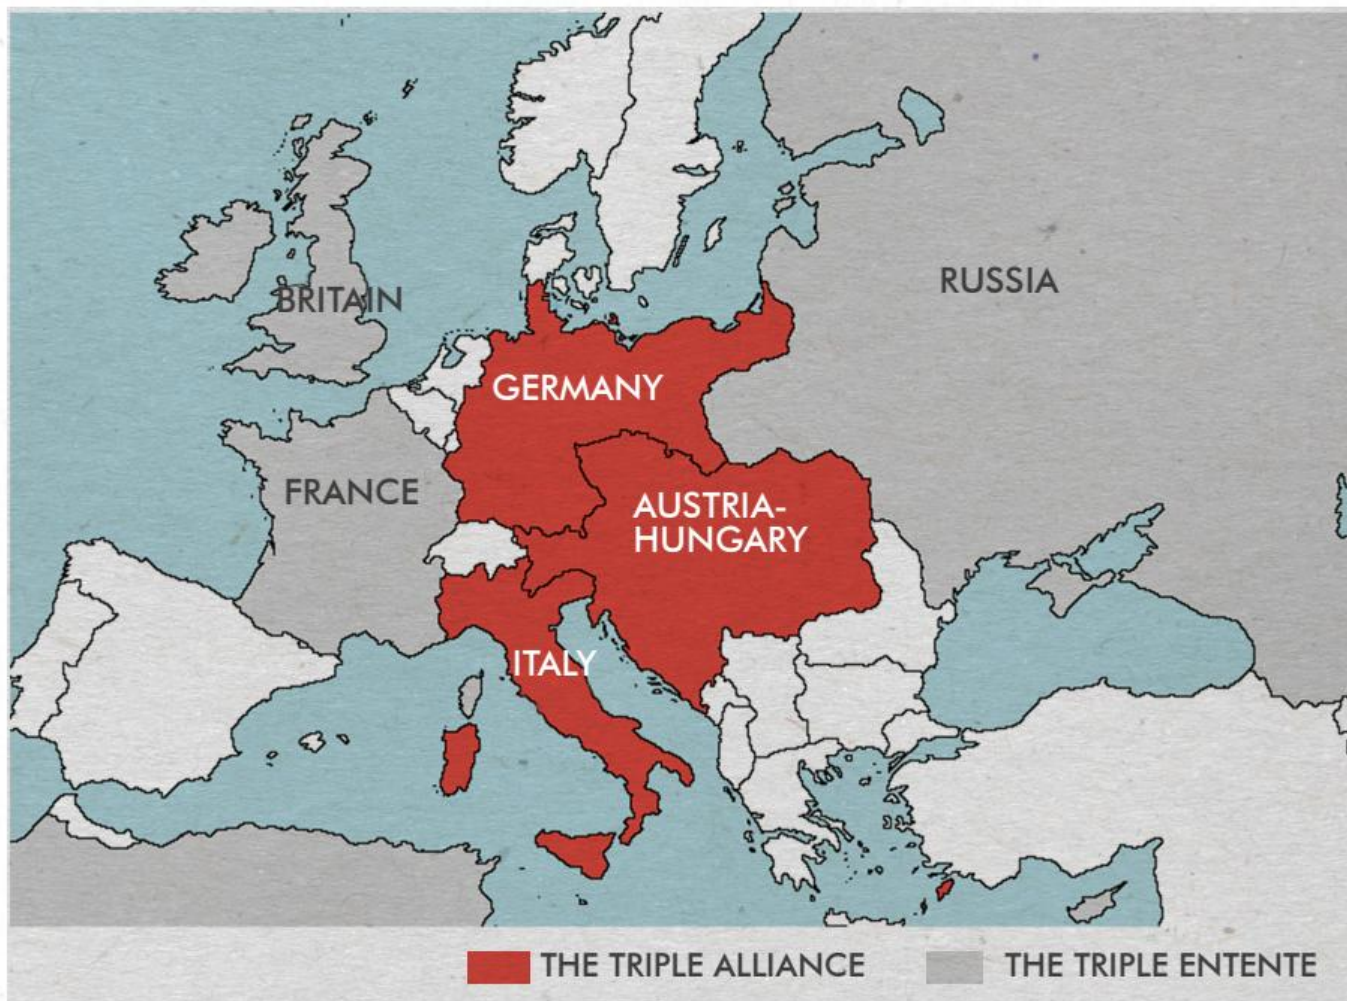 RUSSIA
BRITAIN
GERMANY
FRANCE
AUSTRIA-
HUNGARY
ITALY
THE TRIPLE ALLIANCE
THE TRIPLE ENTENTE